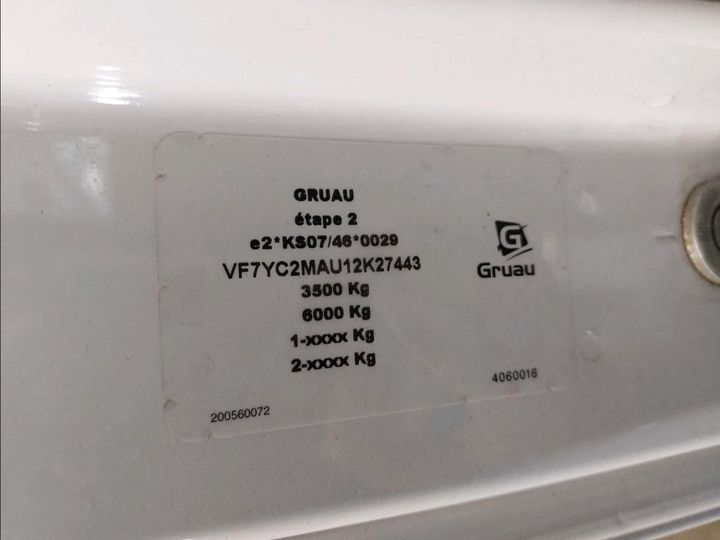 GRUAU
étape 2
e2*KS07/46*0029
VF7YC2MAU12K27443
3500 Kg
6000 Kg
1-xxxx Kg
2-xxxx Kg
G
Gruau
200560072
4060016